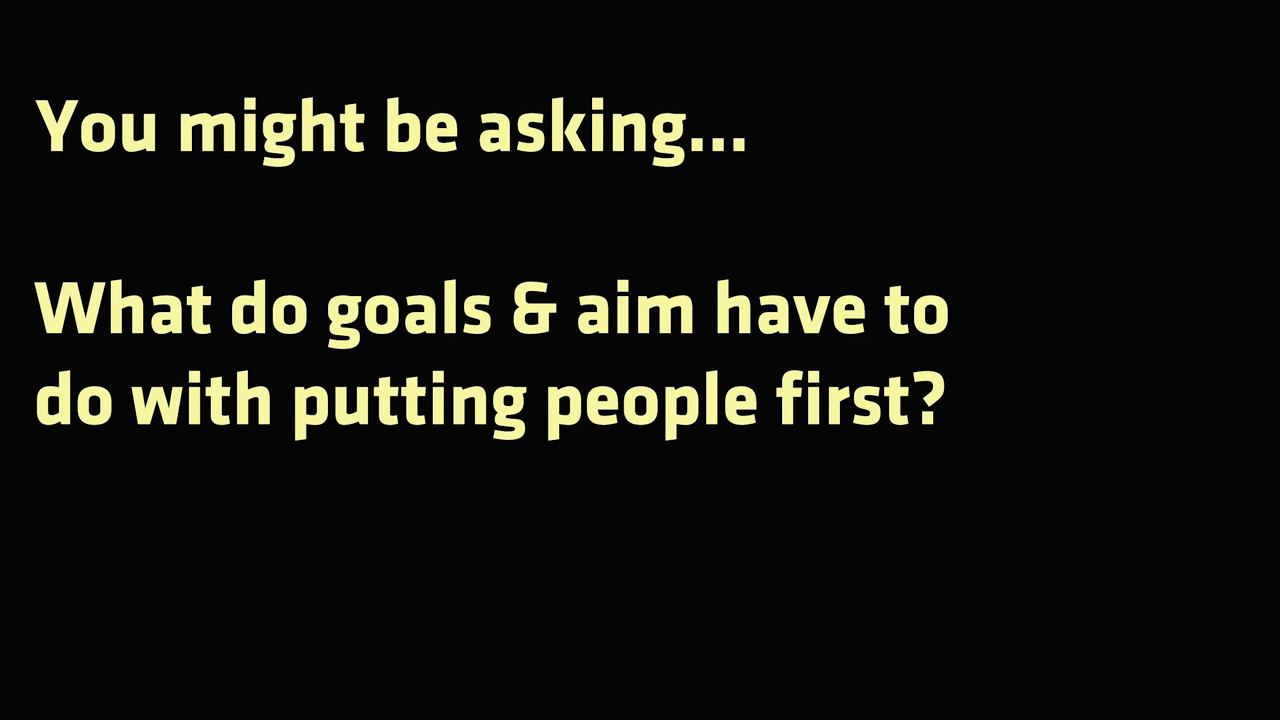 You might be asking...
What do goals & aim have to
do with putting people first?